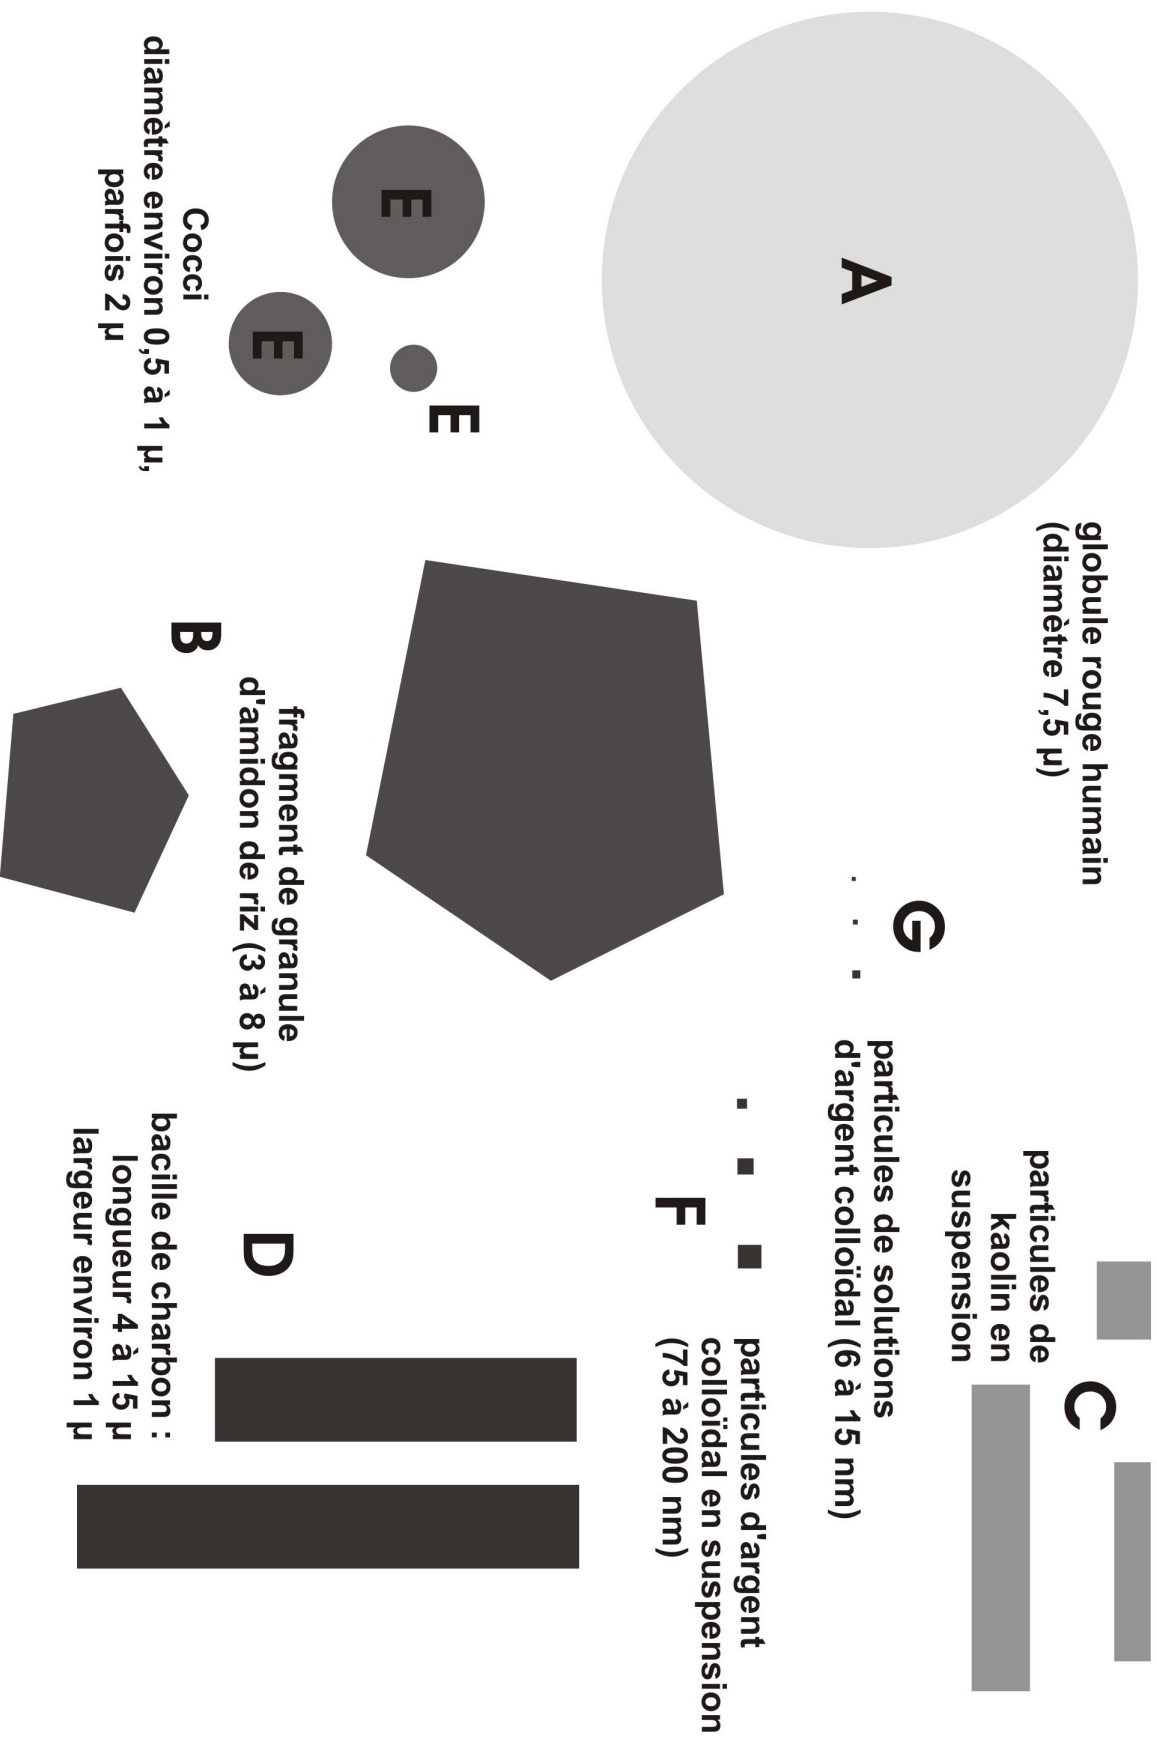 A
globule rouge humain
(diamètre 7,5 µ)
particules de
kaolin en
suspension
C
G
particules de solutions
d'argent colloïdal (6 à 15 nm)
E
E
E
Cocci
diamètre environ 0,5 à 1 µ,
parfois 2 µ
F
particules d'argent
colloïdal en suspension
(75 à 200 nm)
B
fragment de granule
d'amidon de riz (3 à 8 µ)
D
bacille de charbon :
longueur 4 à 15 µ
largeur environ 1 µ